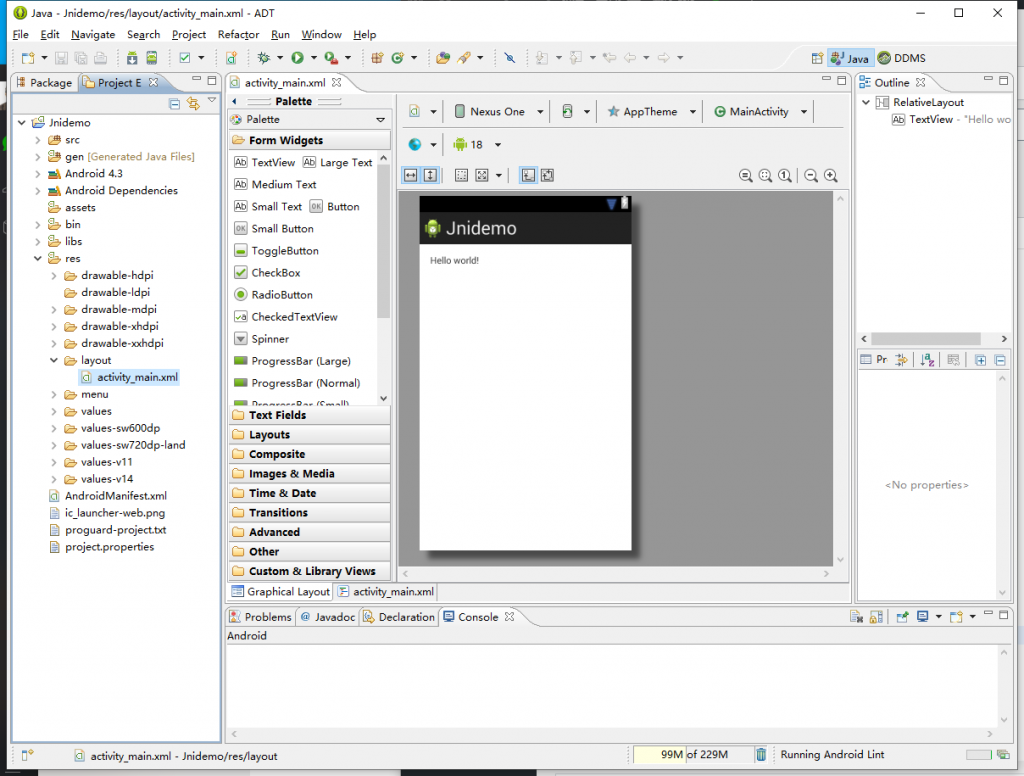 Java - Jnidemo/res/layout/activity_main.xml - ADT
File Edit Navigate Search Project Refactor Run Window Help
Java DDMS
Package Project E
Jnidemo
src
gen [Generated Java Files]
Android 4.3
Android Dependencies
assets
bin
libs
res
drawable-hdpi
drawable-ldpi
drawable-mdpi
drawable-xhdpi
drawable-xxhdpi
layout
activity_main.xml
menu
values
values-sw600dp
values-sw720dp-land
values-v11
values-v14
AndroidManifest.xml
ic_launcher-web.png
proguard-project.txt
project.properties
activity_main.xml
Palette
Palette
Form Widgets
Ab TextView Ab Large Text
Ab Medium Text
Ab Small Text OK Button
OK Small Button
ToggleButton
CheckBox
RadioButton
CheckedTextView
Spinner
ProgressBar (Large)
ProgressBar (Normal)
ProgressBar (Small)
Text Fields
Layouts
Composite
Images & Media
Time & Date
Transitions
Advanced
Other
Custom & Library Views
Nexus One AppTheme MainActivity
18
Jnidemo
Hello world!
Graphical Layout activity_main.xml
Outline
RelativeLayout
Ab TextView - "Hello wo
Pr
<No properties>
Problems @ Javadoc Declaration Console
Android
activity_main.xml - Jnidemo/res/layout
99M of 229M
Running Android Lint